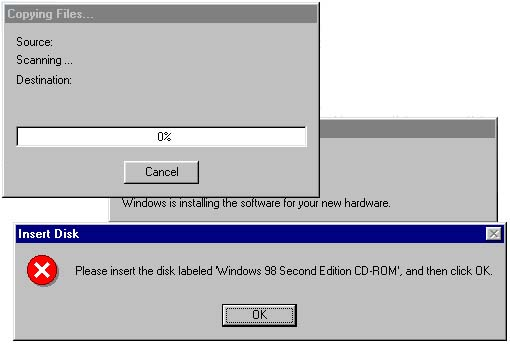 Copying Files...
Source:
Scanning ...
Destination:
0%
Cancel
Windows is installing the software for your new hardware.
Insert Disk
Please insert the disk labeled 'Windows 98 Second Edition CD-ROM', and then click OK.
OK